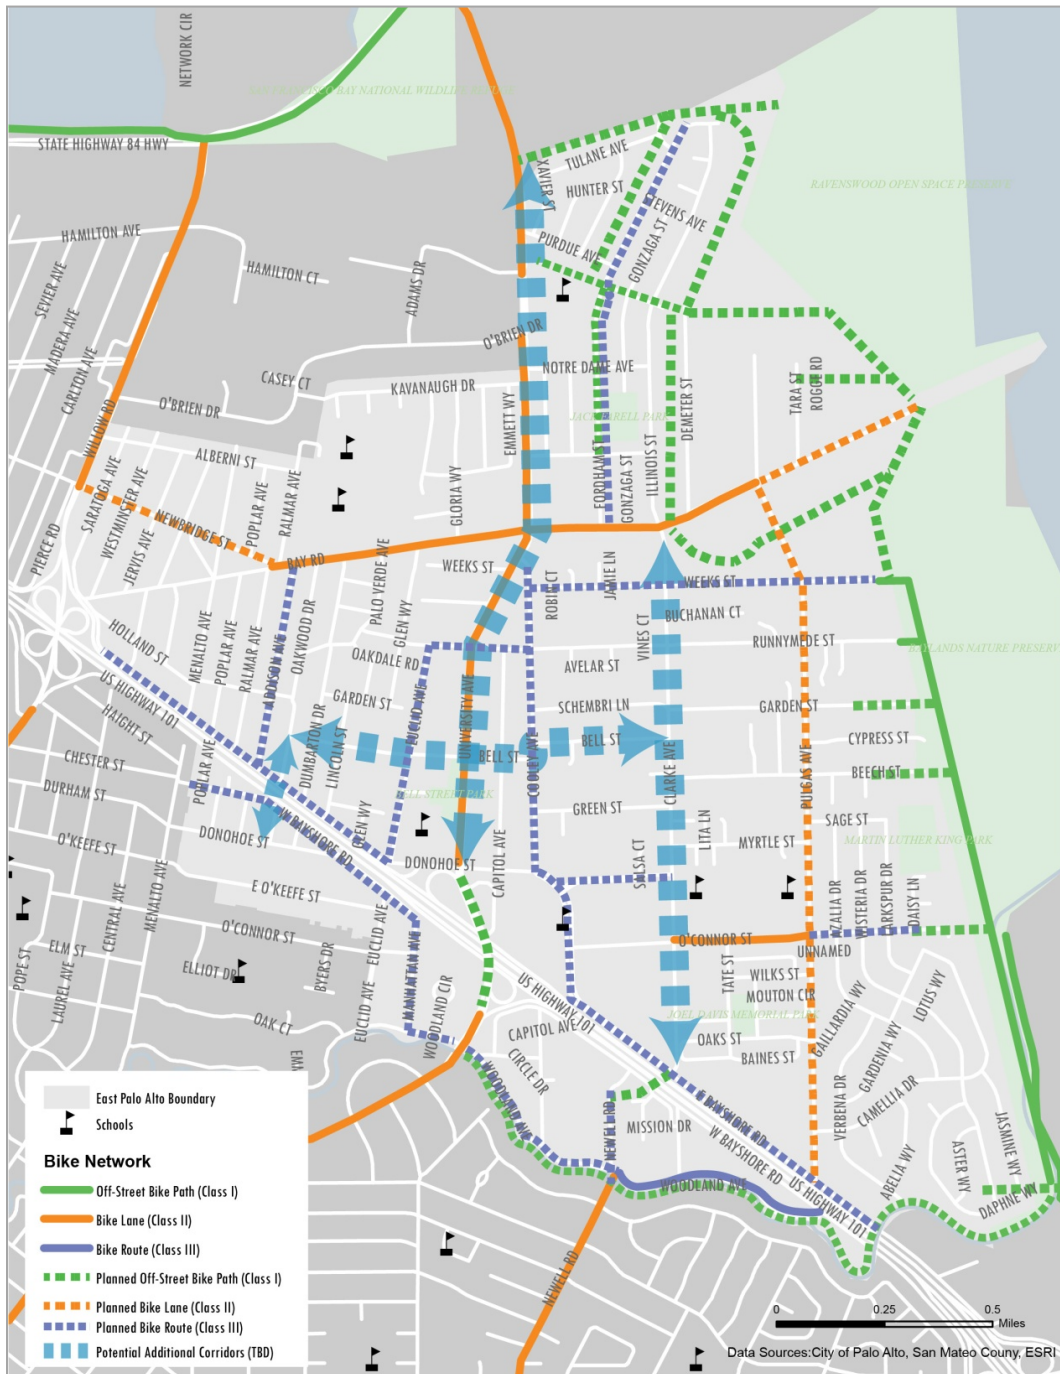 NETWORK CIR
SAN FRANCISCO BAY NATIONAL WILDLIFE REFUGE
STATE HIGHWAY 84 HWY
TULANE AVE
XAVIER ST
HUNTER ST
RAVENSWOOD OPEN SPACE PRESERVE
STEVENS AVE
HAMILTON AVE
PURDUE AVE
GONZAGA ST
HAMILTON CT
ADAMS DR
SEVIER AVE
MADERA AVE
CARLTON AVE
O'BRIEN DR
NOTRE DAME AVE
CASEY CT
KAVANAUGH DR
TARA ST
ROGGE RD
O'BRIEN DR
EMMETT WY
JACK FARELL PARK
DEMETER ST
WILLOW RD
ALBERNI ST
SARATOGA AVE
WESTMINSTER AVE
JERVIS AVE
POPLAR AVE
RALMAR AVE
GLORIA WY
FORDHAM ST
GONZAGA ST
ILLINOIS ST
NEWBRIDGE ST
PIERCE RD
BAY RD
WEEKS ST
PALO VERDE AVE
ROBIN CT
JAMIE LN
WEEKS ST
BUCHANAN CT
HOLLAND ST
MENALTO AVE
POPLAR AVE
RALMAR AVE
ADDISON AVE
OAKWOOD DR
GLEN WY
OAKDALE RD
VINES CT
RUNNYMEDE ST
BAYLANDS NATURE PRESERV
AVELAR ST
US HIGHWAY 101
GARDEN ST
EUCLID AVE
UNIVERSITY AVE
SCHEMBRI LN
GARDEN ST
HAIGHT ST
DUMBARTON DR
LINCOLN ST
BELL ST
COOLEY AVE
BELL ST
CYPRESS ST
CHESTER ST
POPLAR AVE
CLARKE AVE
PULGAS AVE
BEECH ST
DURHAM ST
BELL STREET PARK
GREEN ST
SAGE ST
O'KEEFE ST
DONOHOE ST
W BAYSHORE RD
GLEN WY
LITA LN
MYRTLE ST
MARTIN LUTHER KING PARK
DONOHOE ST
CAPITOL AVE
SALSA CT
E O'KEEFE ST
CENTRAL AVE
MENALTO AVE
AZALIA DR
WISTERIA DR
LARKSPUR DR
DAISY LN
O'CONNOR ST
EUCLID AVE
O'CONNOR ST
UNNAMED
POPE ST
ELM ST
LAUREL AVE
ELLIOT DR
BYERS DR
EUCLID AVE
MANHATTAN AVE
WOODLAND CIR
US HIGHWAY 101
TATE ST
WILKS ST
MOUTON CIR
GAILLARDIA WY
LOTUS WY
OAK CT
CAPITOL AVE
JOEL DAVIS MEMORIAL PARK
OAKS ST
BAINES ST
GARDENIA WY
CIRCLE DR
WOODLAND AVE
E BAYSHORE RD
VERBENA DR
CAMELLIA DR
NEWELL RD
MISSION DR
W BAYSHORE RD
JASMINE WY
ASTER WY
ABELIA WY
WOODLAND AVE
US HIGHWAY 101
DAPHNE WY
NEWELL RD
East Palo Alto Boundary
Schools
Bike Network
Off-Street Bike Path (Class I)
Bike Lane (Class II)
Bike Route (Class III)
Planned Off-Street Bike Path (Class I)
Planned Bike Lane (Class II)
Planned Bike Route (Class III)
Potential Additional Corridors (TBD)
0 0.25 0.5
Miles
Data Sources:City of Palo Alto, San Mateo Couny, ESRI